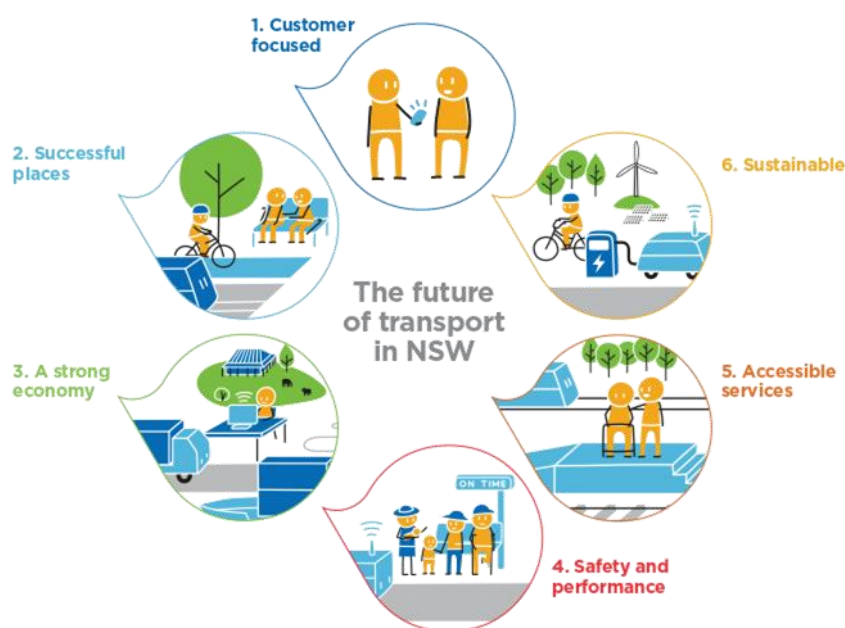 1. Customer
focused
2. Successful
places
6. Sustainable
The future
of transport
in NSW
3. A strong
economy
5. Accessible
services
ON TIME
4. Safety and
performance